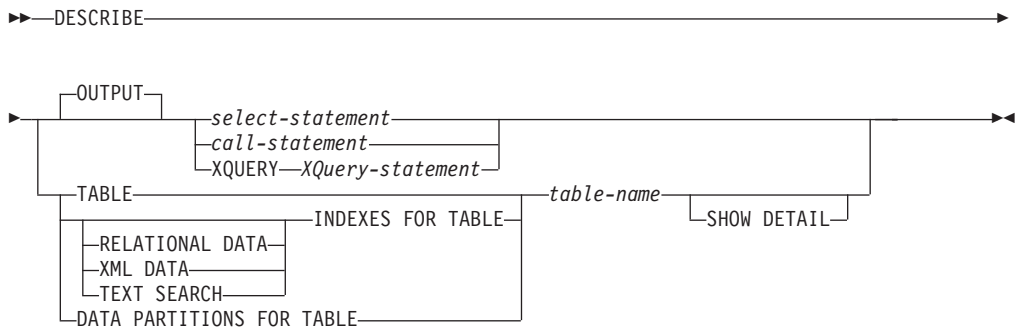 DESCRIBE
OUTPUT
select-statement
call-statement
XQUERY XQuery-statement
TABLE table-name
INDEXES FOR TABLE SHOW DETAIL
RELATIONAL DATA
XML DATA
TEXT SEARCH
DATA PARTITIONS FOR TABLE